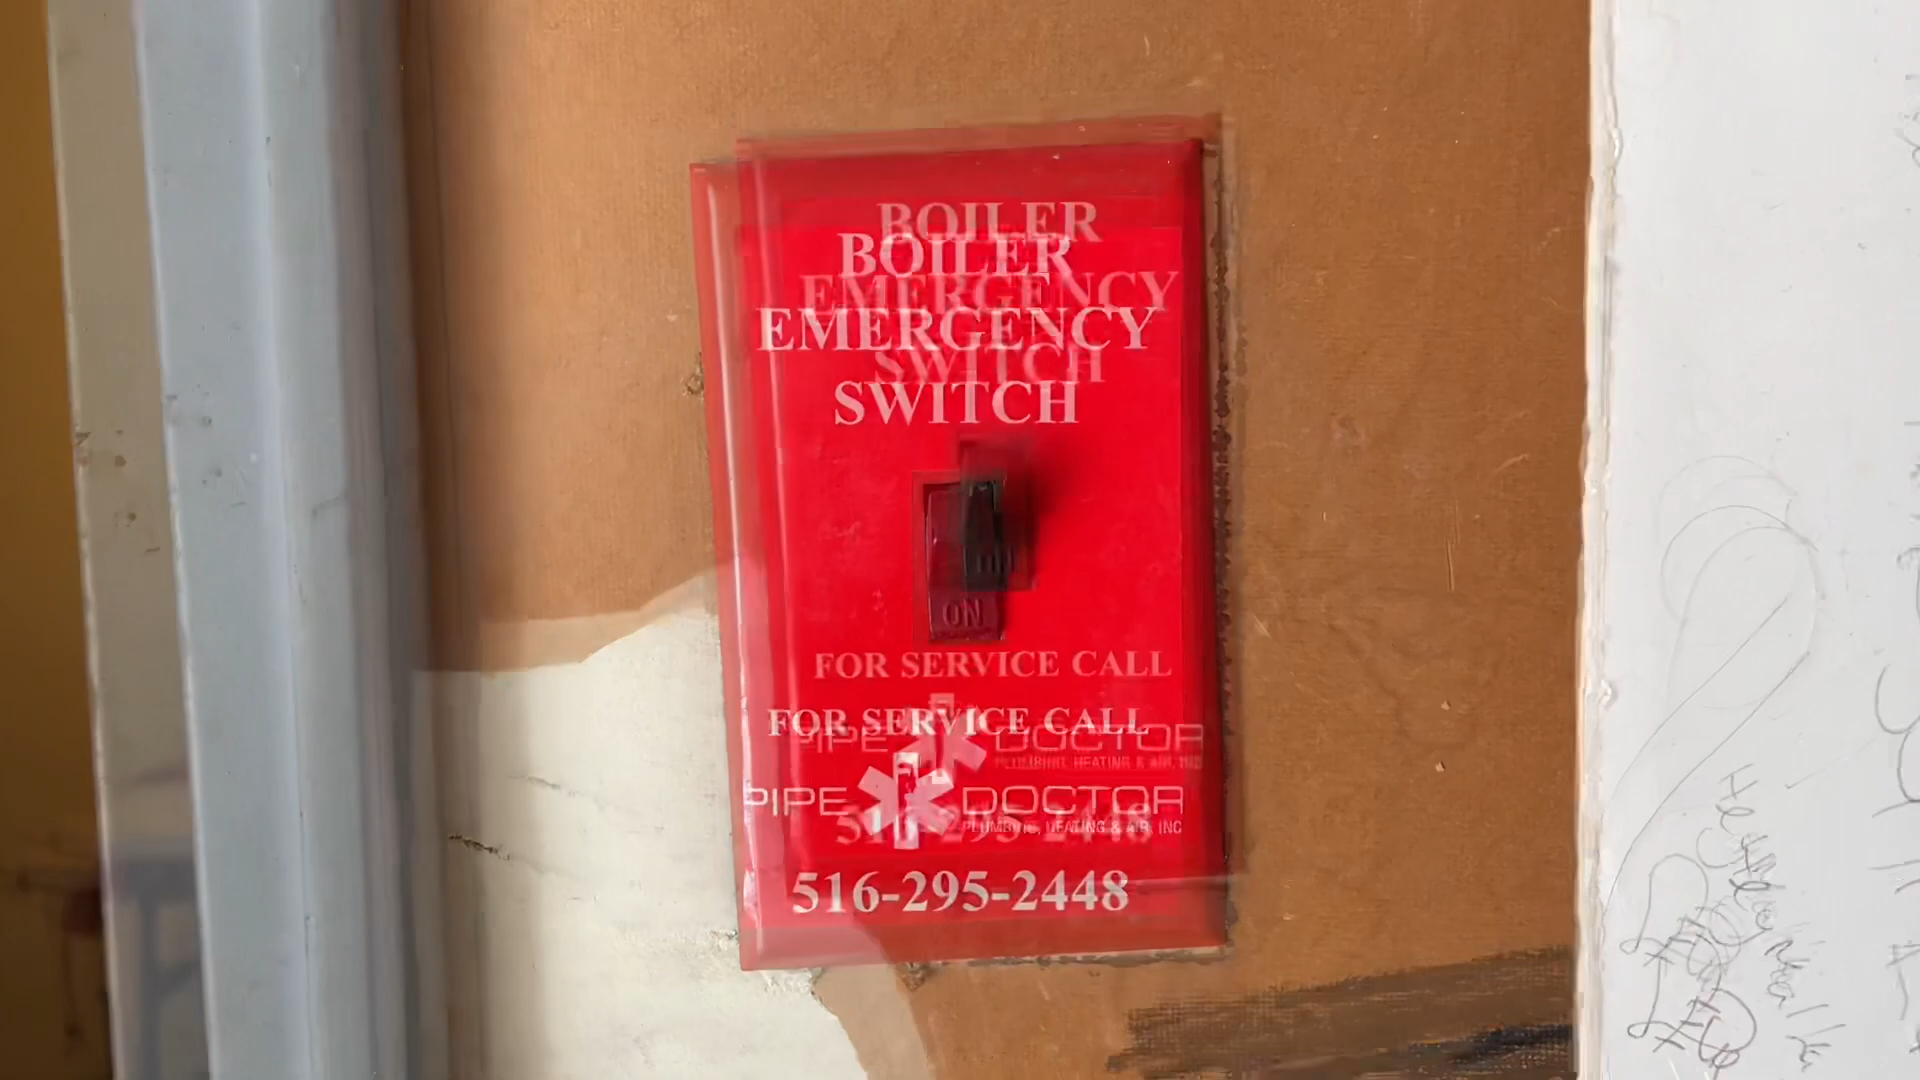 BOILER
EMERGENCY
SWITCH
ON
FOR SERVICE CALL
PIPE DOCTOR
PLUMBING, HEATING & AIR, INC
516-295-2448